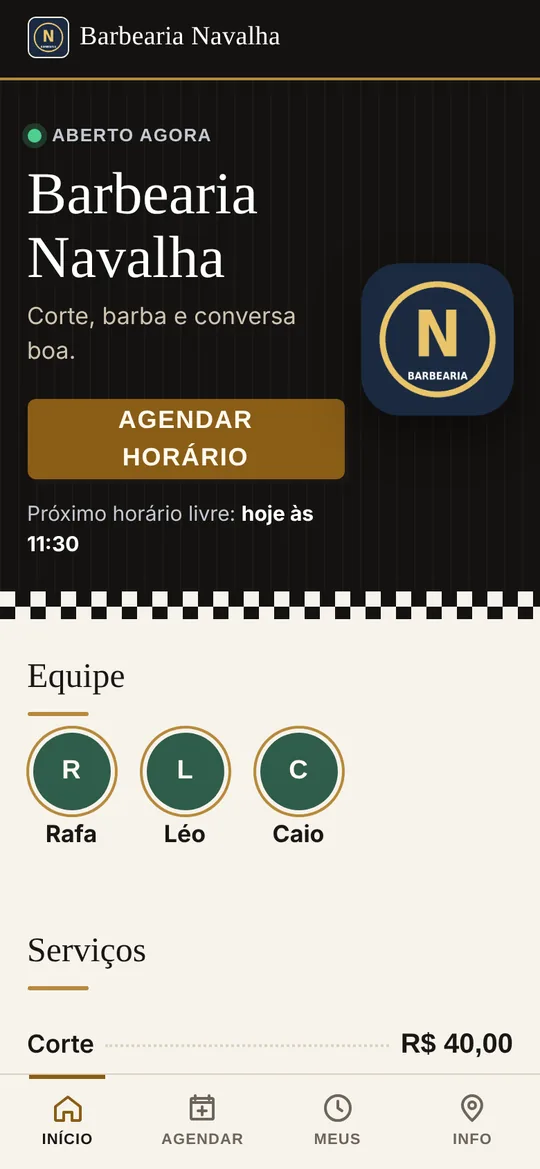 N
BARBEARIA
Barbearia Navalha
ABERTO AGORA
Barbearia
Navalha
Corte, barba e conversa
boa.
N
BARBEARIA
AGENDAR
HORÁRIO
Próximo horário livre: hoje às
11:30
Equipe
R
L
C
Rafa
Léo
Caio
Serviços
Corte R$ 40,00
INÍCIO
AGENDAR
MEUS
INFO